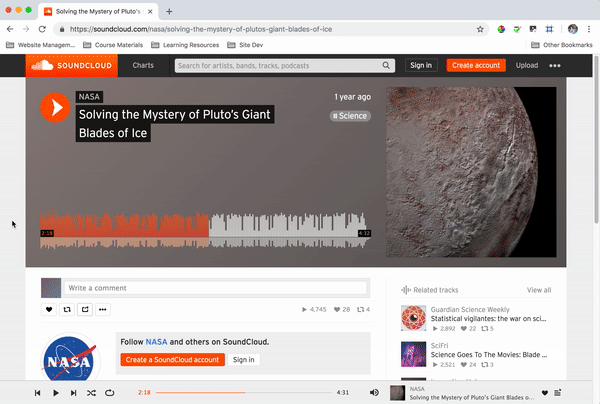 Solving the Mystery of Pluto's
https://soundcloud.com/nasa/solving-the-mystery-of-plutos-giant-blades-of-ice
Website Managem...
Course Materials
Learning Resources
Site Dev
Other Bookmarks
SOUNDCLOUD
Charts
Search for artists, bands, tracks, podcasts
Sign in
Create account
Upload
NASA
1 year ago
Solving the Mystery of Pluto's Giant
Blades of Ice
# Science
2:18
4:32
Write a comment
4,745
28
4
Related tracks
View all
Guardian Science Weekly
Statistical vigilantes: the war on sci...
2,892
22
5
SciFri
Science Goes To The Movies: Blade ...
2,521
24
3
NASA
Follow NASA and others on SoundCloud.
Create a SoundCloud account
Sign in
2:18
4:31
NASA
Solving the Mystery of Pluto's Giant Blades o...